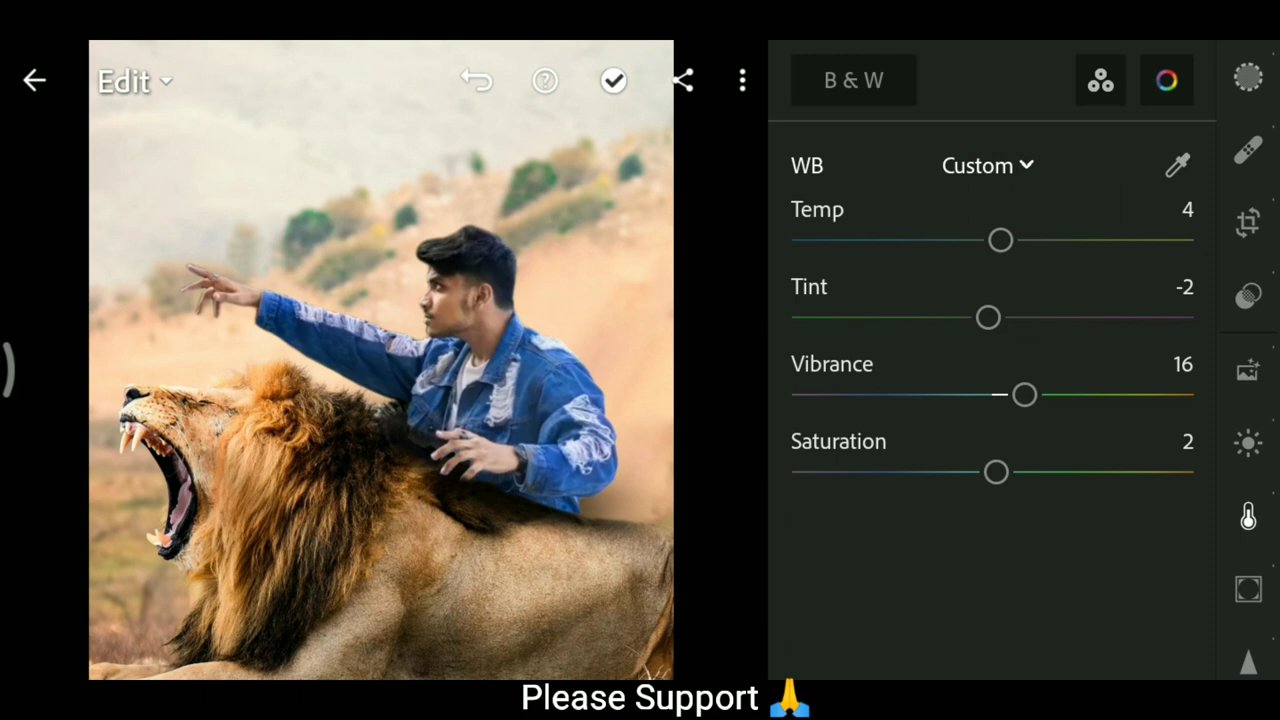 Edit
B & W
WB Custom
Temp 4
Tint -2
Vibrance 16
Saturation 2
Please Support 🙏